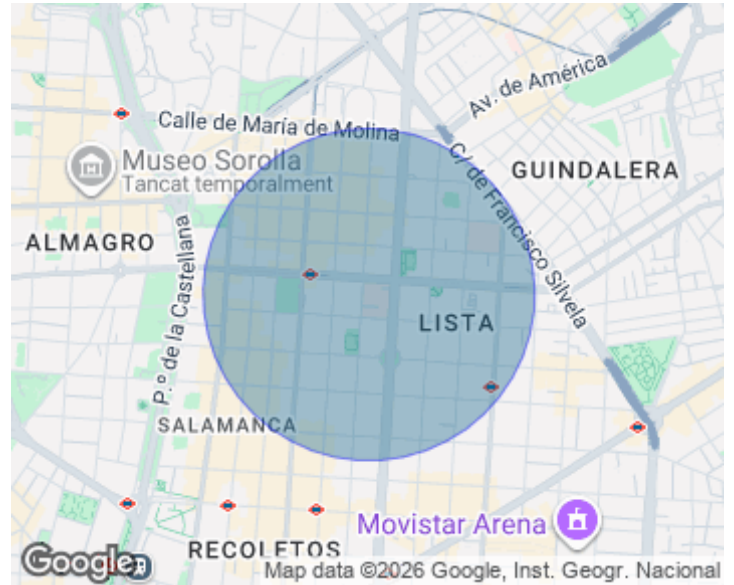 Av. de América
Calle de María de Molina
Museo Sorolla
Tancat temporalment
C/ de Francisco Silvela
GUINDALERA
ALMAGRO
P.º de la Castellana
LISTA
SALAMANCA
Movistar Arena
RECOLETOS
Google
Map data ©2026 Google, Inst. Geogr. Nacional